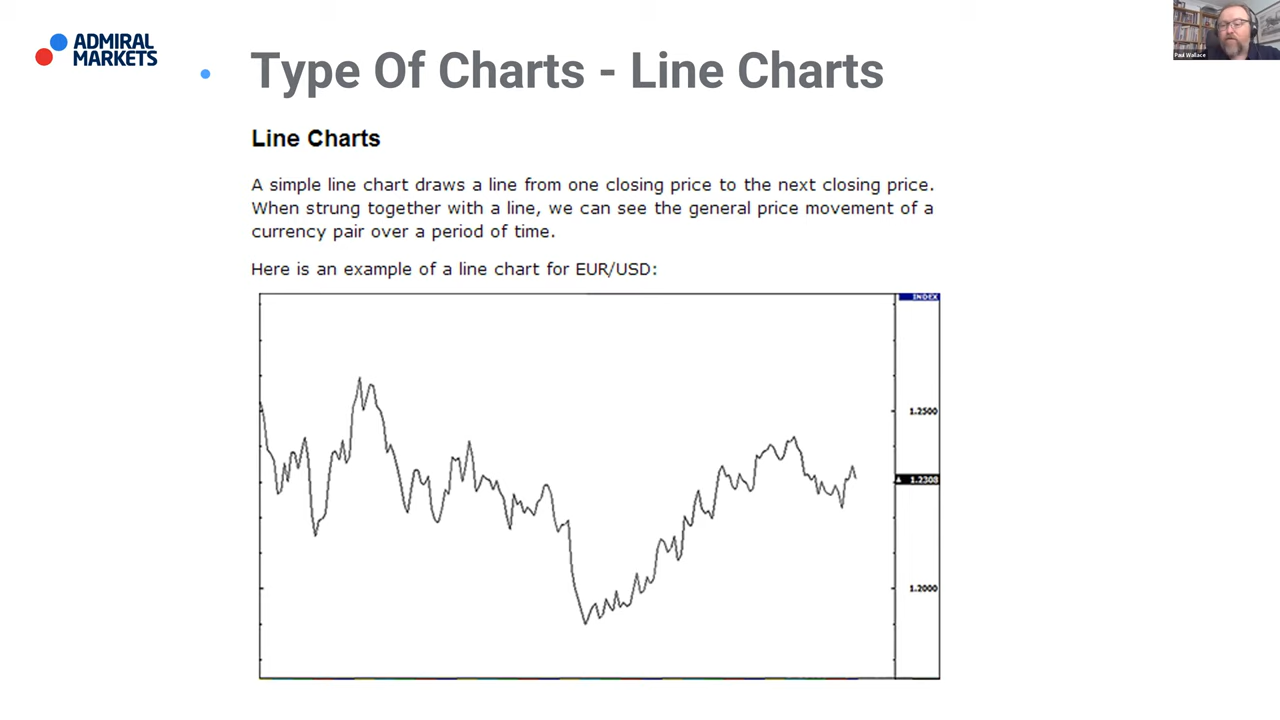 ADMIRAL
MARKETS
Type Of Charts - Line Charts
Paul Wallace
Line Charts
A simple line chart draws a line from one closing price to the next closing price.
When strung together with a line, we can see the general price movement of a
currency pair over a period of time.
Here is an example of a line chart for EUR/USD:
INDEX
1.2500
1.2308
1.2000